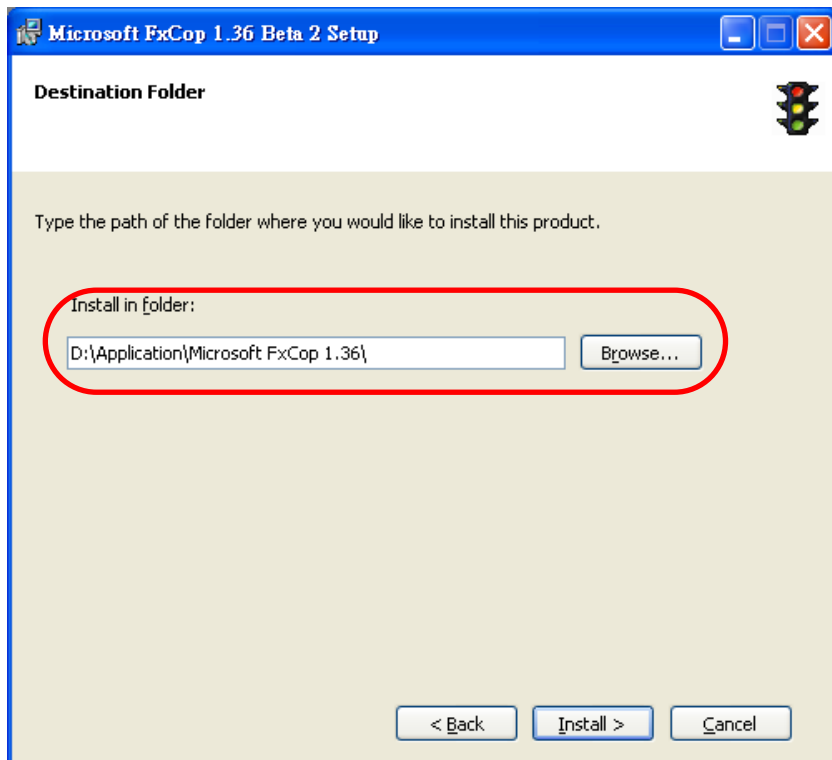 Microsoft FxCop 1.36 Beta 2 Setup
Destination Folder
Type the path of the folder where you would like to install this product.
Install in folder:
D:\Application\Microsoft FxCop 1.36\
Browse...
< Back
Install >
Cancel